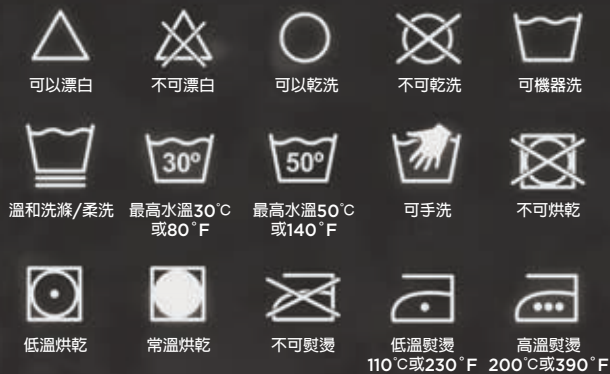 可以漂白 不可漂白 可以乾洗 不可乾洗 可機器洗
30° 50°
溫和洗滌/柔洗 最高水溫30°C 最高水溫50°C 可手洗 不可烘乾
或80°F 或140°F
低溫烘乾 常溫烘乾 不可熨燙 低溫熨燙 高溫熨燙
110°C或230°F 200°C或390°F